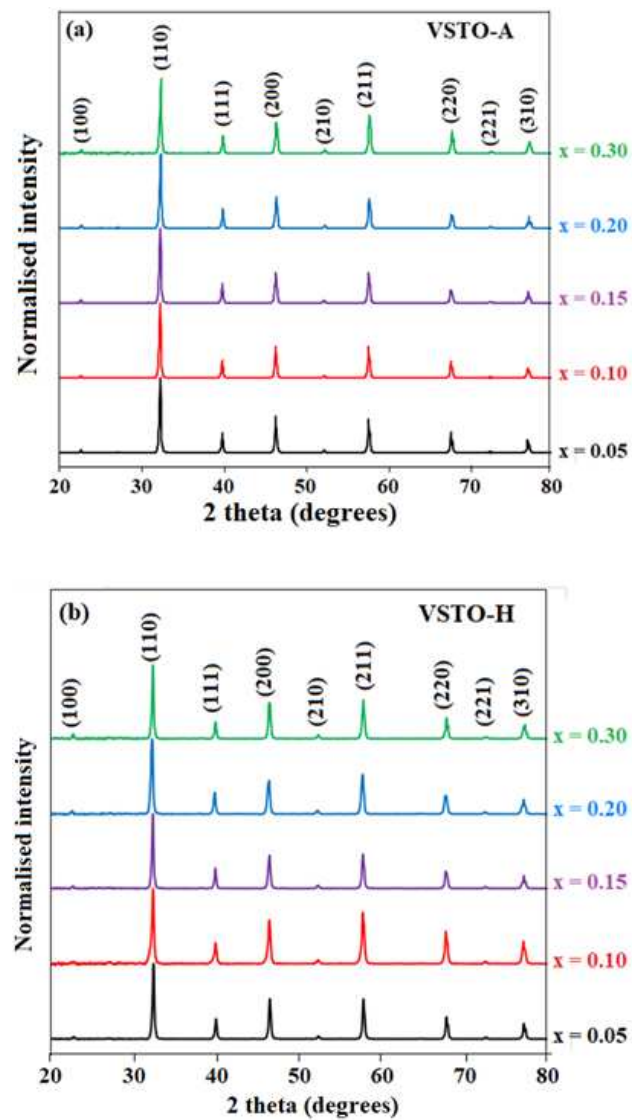 (a)
VSTO-A
(100)
(110)
(111)
(200)
(210)
(211)
(220)
(221)
(310)
Normalised intensity
x = 0.30
x = 0.20
x = 0.15
x = 0.10
x = 0.05
20 30 40 50 60 70 80
2 theta (degrees)
(b)
VSTO-H
(100)
(110)
(111)
(200)
(210)
(211)
(220)
(221)
(310)
Normalised intensity
x = 0.30
x = 0.20
x = 0.15
x = 0.10
x = 0.05
20 30 40 50 60 70 80
2 theta (degrees)